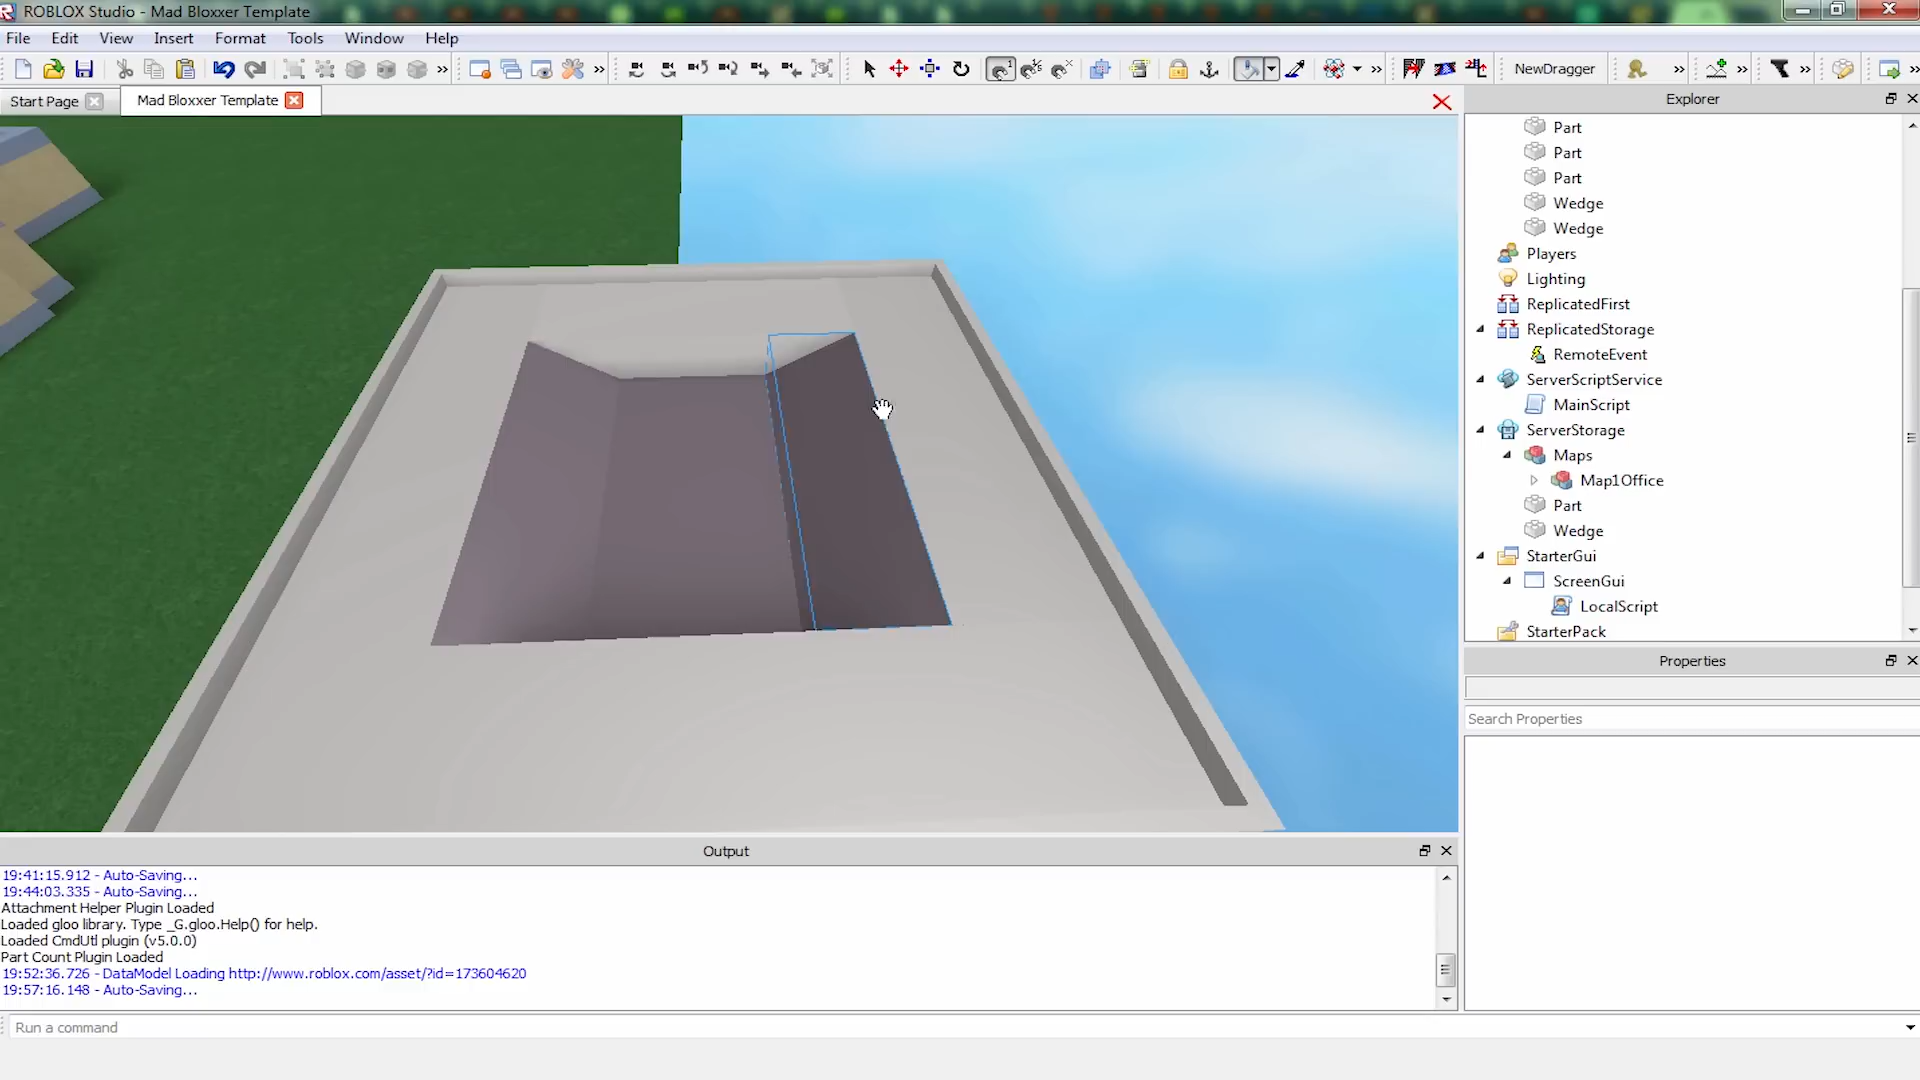 ROBLOX Studio - Mad Bloxxer Template
File Edit View Insert Format Tools Window Help
NewDragger
Start Page Mad Bloxxer Template
Explorer
Part
Part
Part
Wedge
Wedge
Players
Lighting
ReplicatedFirst
ReplicatedStorage
RemoteEvent
ServerScriptService
MainScript
ServerStorage
Maps
Map1Office
Part
Wedge
StarterGui
ScreenGui
LocalScript
StarterPack
Properties
Search Properties
Output
19:41:15.912 - Auto-Saving...
19:44:03.335 - Auto-Saving...
Attachment Helper Plugin Loaded
Loaded gloo library. Type _G.gloo.Help() for help.
Loaded CmdUtl plugin (v5.0.0)
Part Count Plugin Loaded
19:52:36.726 - DataModel Loading http://www.roblox.com/asset/?id=173604620
19:57:16.148 - Auto-Saving...
Run a command